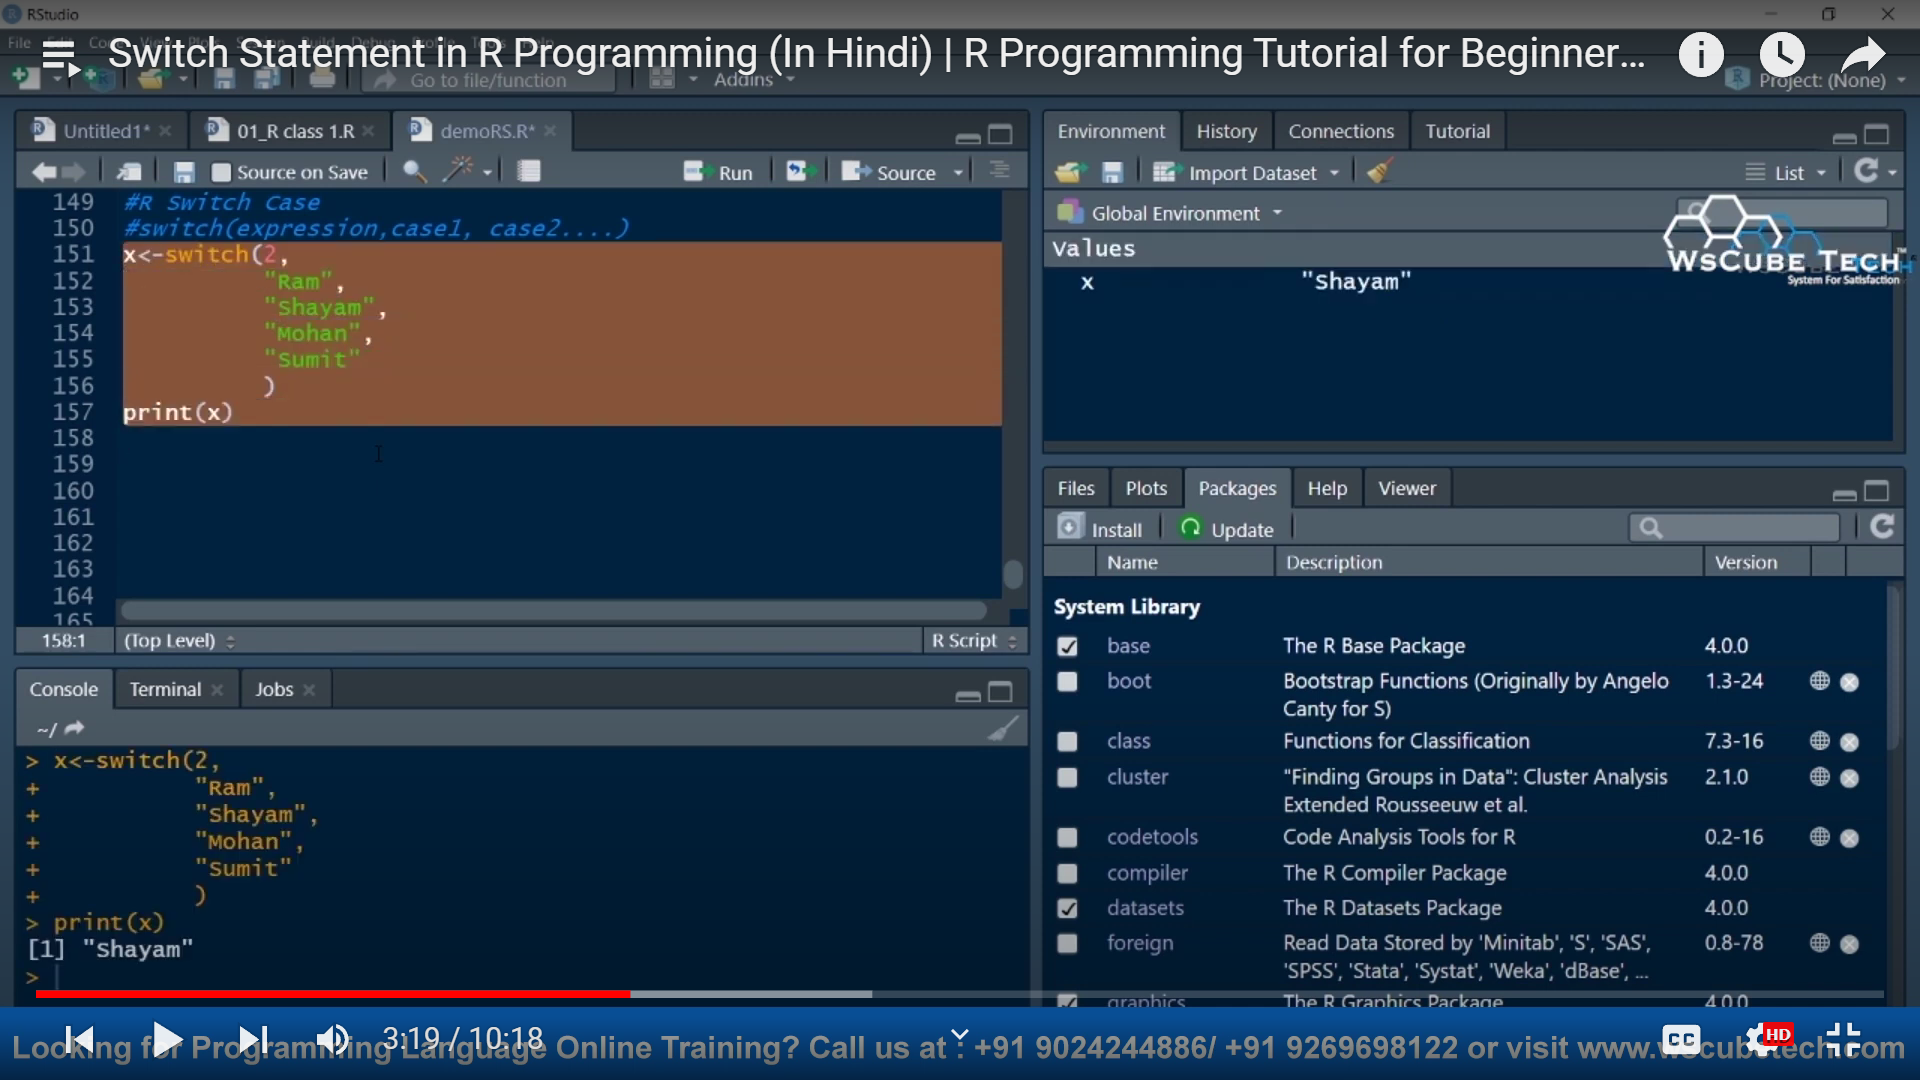 RStudio
Switch Statement in R Programming (In Hindi) | R Programming Tutorial for Beginner...
Go to file/function
Addins
Project: (None)
Untitled1*
01_R class 1.R
demoRS.R*
Source on Save
Run
Source
149 #R Switch Case
150 #switch(expression,case1, case2....)
151 x<-switch(2,
152 "Ram",
153 "Shayam",
154 "Mohan",
155 "Sumit"
156 )
157 print(x)
158
159
160
161
162
163
164
165
158:1 (Top Level) R Script
Console Terminal Jobs
~/
> x<-switch(2,
+ "Ram",
+ "Shayam",
+ "Mohan",
+ "Sumit"
+ )
> print(x)
[1] "Shayam"
>
Environment History Connections Tutorial
Import Dataset
List
Global Environment
WsCube Tech
System For Satisfaction
Values
x "Shayam"
Files Plots Packages Help Viewer
Install Update
Name Description Version
System Library
base The R Base Package 4.0.0
boot Bootstrap Functions (Originally by Angelo 1.3-24
Canty for S)
class Functions for Classification 7.3-16
cluster "Finding Groups in Data": Cluster Analysis 2.1.0
Extended Rousseeuw et al.
codetools Code Analysis Tools for R 0.2-16
compiler The R Compiler Package 4.0.0
datasets The R Datasets Package 4.0.0
foreign Read Data Stored by 'Minitab', 'S', 'SAS', 0.8-78
'SPSS', 'Stata', 'Systat', 'Weka', 'dBase', ...
graphics The R Graphics Package 4.0.0
3:19 / 10:18
CC HD
Looking for Programming Language Online Training? Call us at : +91 9024244886/ +91 9269698122 or visit www.wscubetech.com